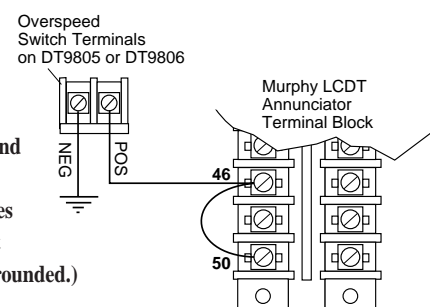 Overspeed
Switch Terminals
on DT9805 or DT9806
Murphy LCDT
Annunciator
Terminal Block
NEG
POS
46
50
rounded.)